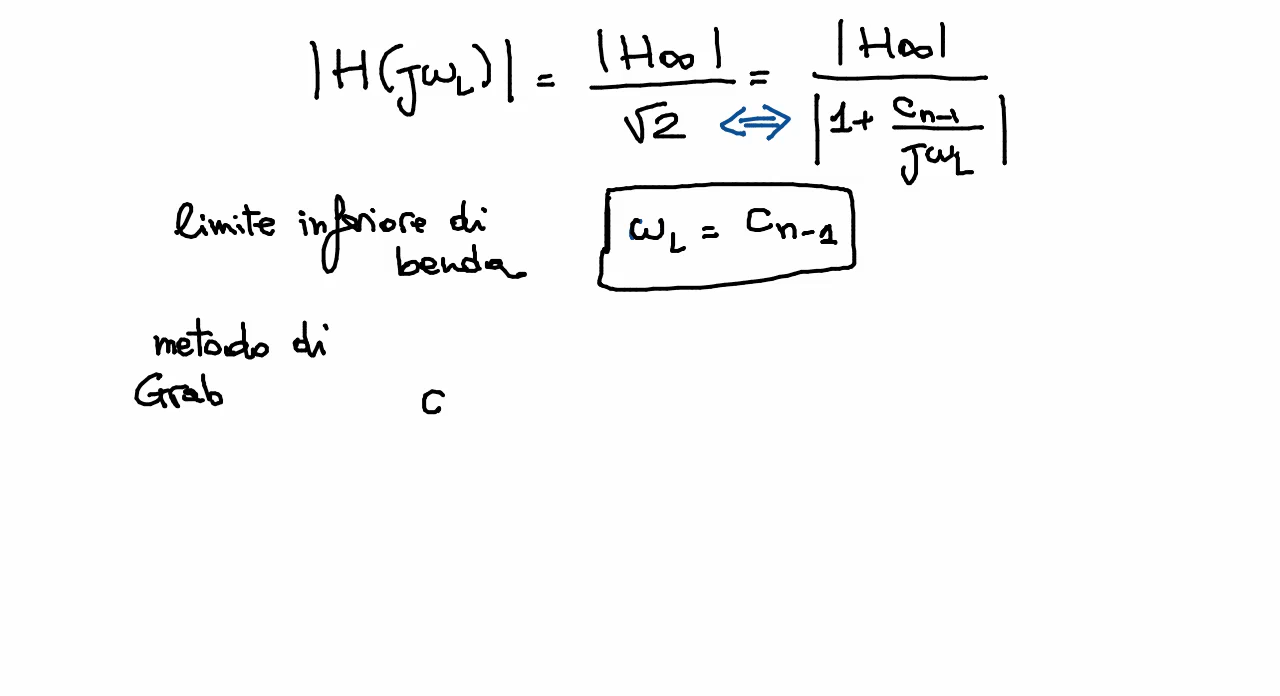 |H(jω_L)| = |H∞| / √2 ⇔ = |H∞| / |1 + c_{n-1} / jω_L|
limite inferiore di
banda
ω_L = c_{n-1}
metodo di
Grab
c